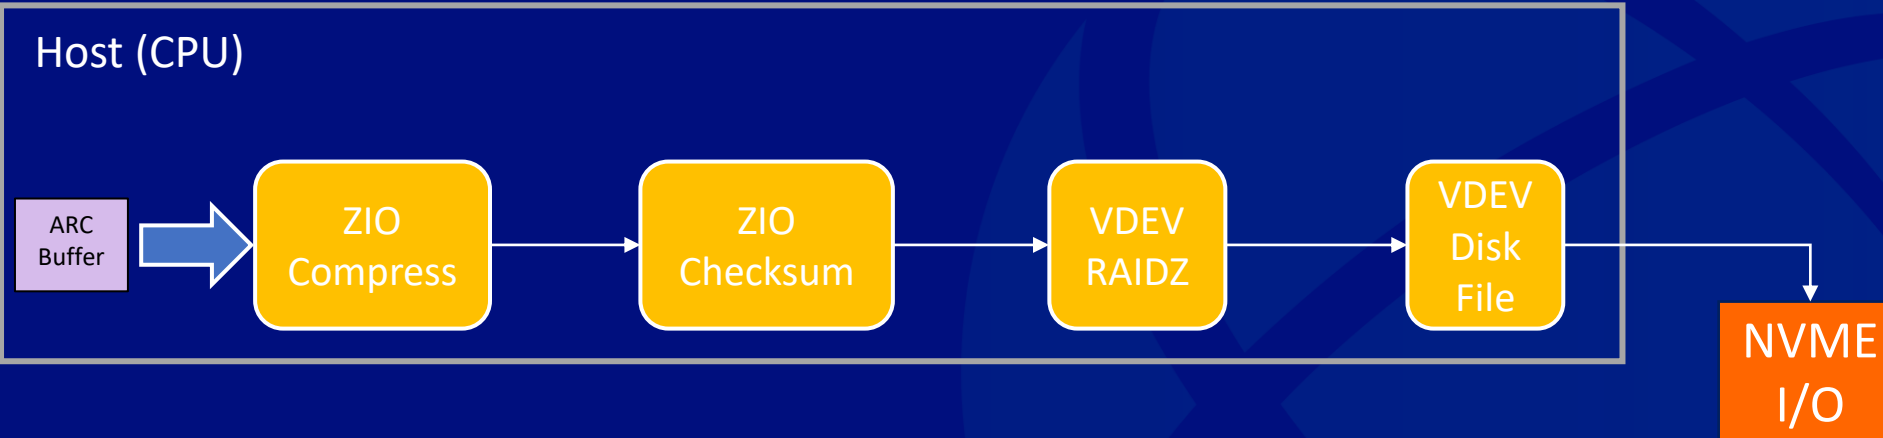 Host (CPU)
ARC
Buffer
ZIO
Compress
ZIO
Checksum
VDEV
RAIDZ
VDEV
Disk
File
NVME
I/O